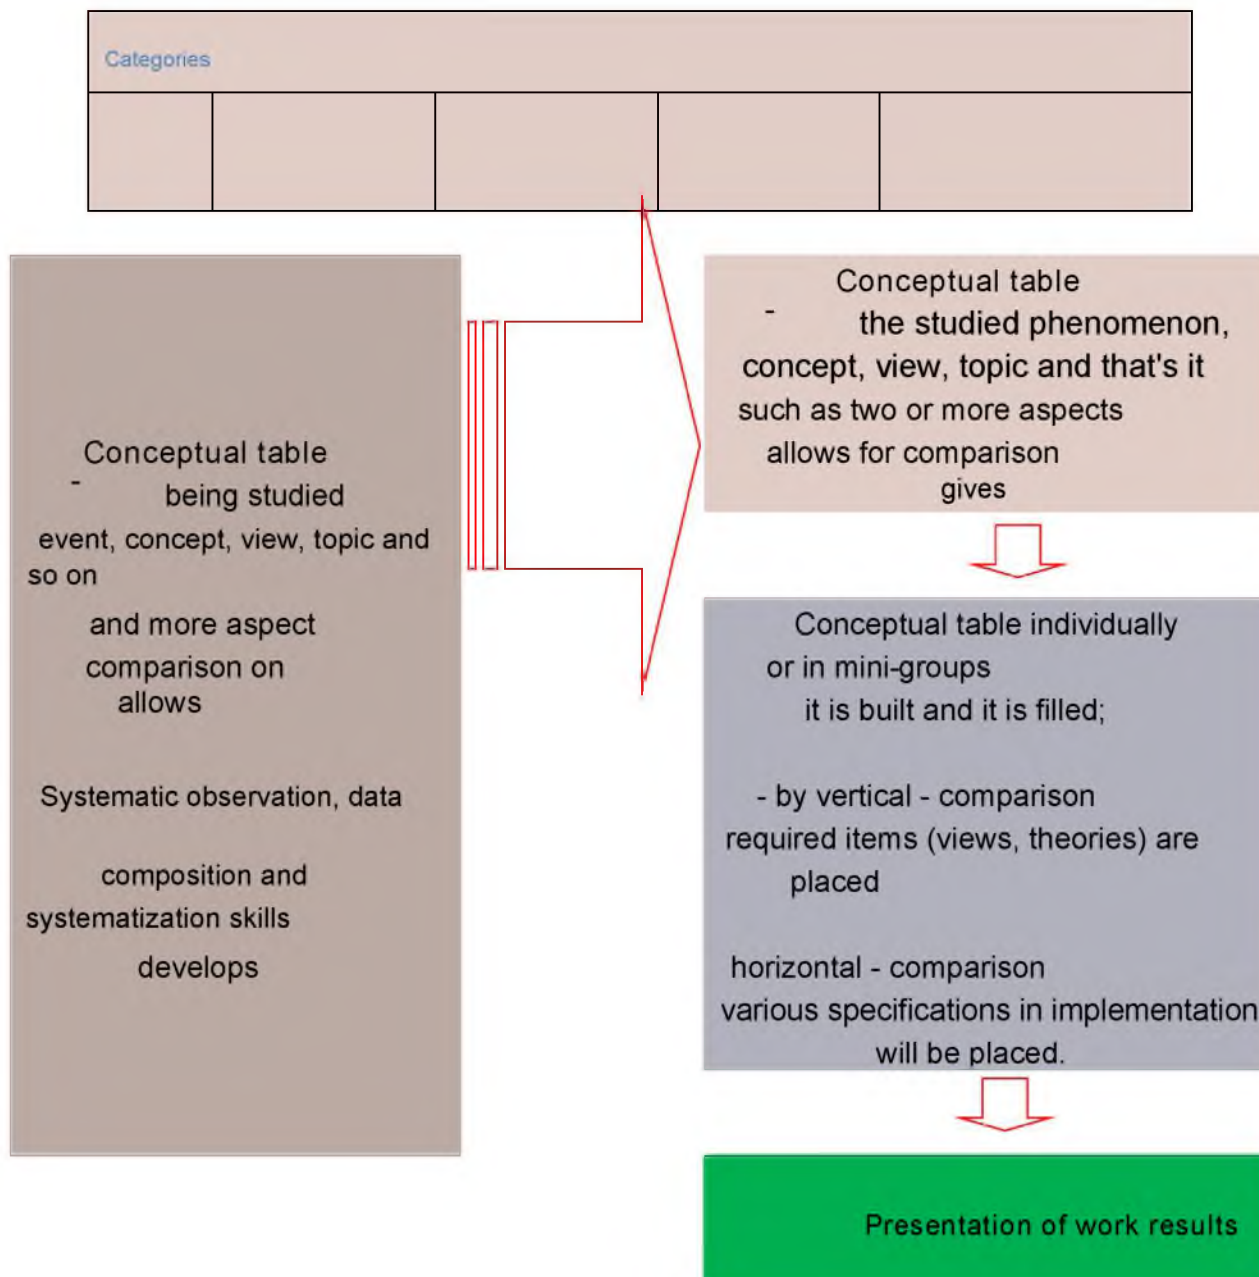 Categories
Conceptual table
- being studied
event, concept, view, topic and
so on
and more aspect
comparison on
allows
Systematic observation, data
composition and
systematization skills
develops
Conceptual table
- the studied phenomenon,
concept, view, topic and that's it
such as two or more aspects
allows for comparison
gives
Conceptual table individually
or in mini-groups
it is built and it is filled;
- by vertical - comparison
required items (views, theories) are
placed
horizontal - comparison
various specifications in implementation
will be placed.
Presentation of work results